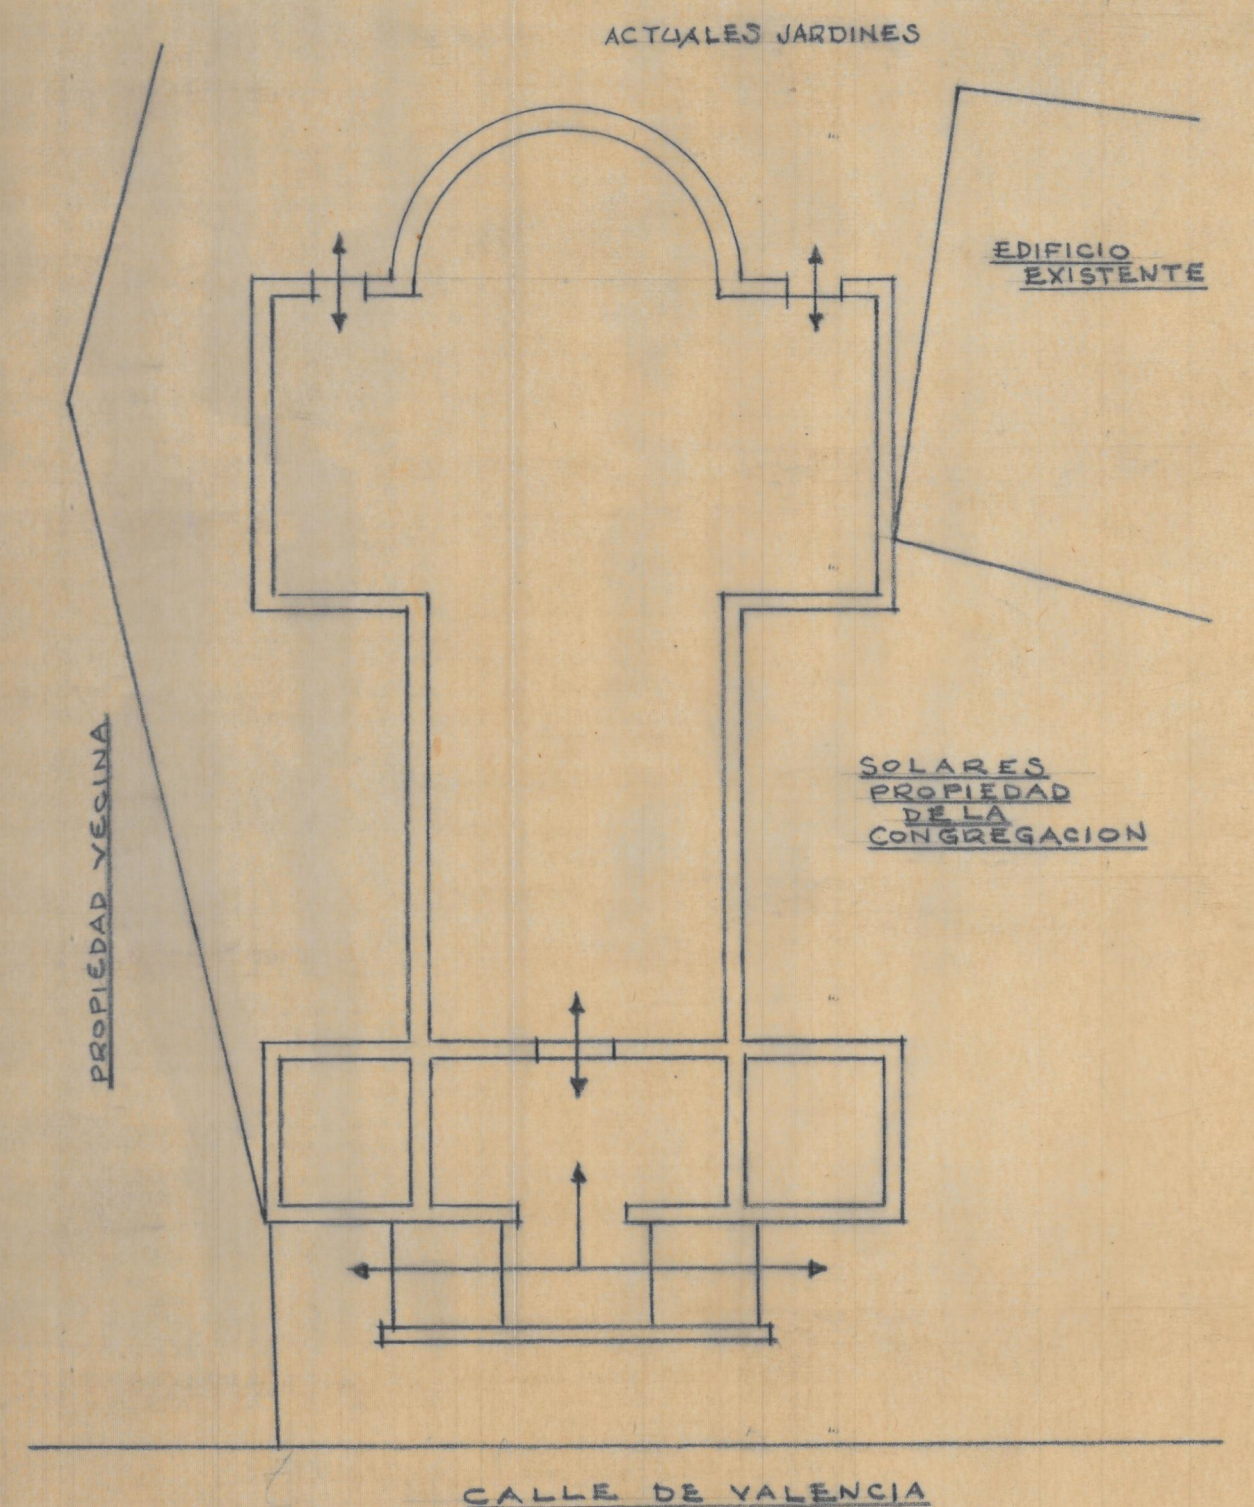 ACTUALES JARDINES
EDIFICIO
EXISTENTE
SOLARES
PROPIEDAD
DE LA
CONGREGACION
PROPIEDAD VECINA
CALLE DE VALENCIA